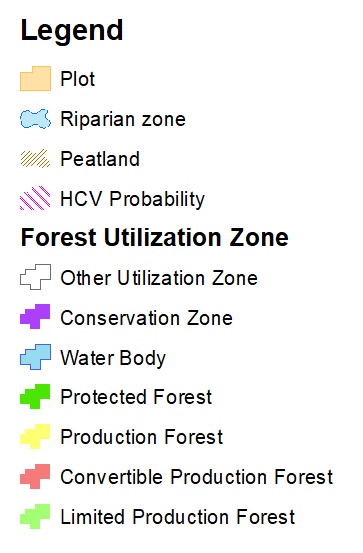 Legend
Plot
Riparian zone
Peatland
HCV Probability
Forest Utilization Zone
Other Utilization Zone
Conservation Zone
Water Body
Protected Forest
Production Forest
Convertible Production Forest
Limited Production Forest